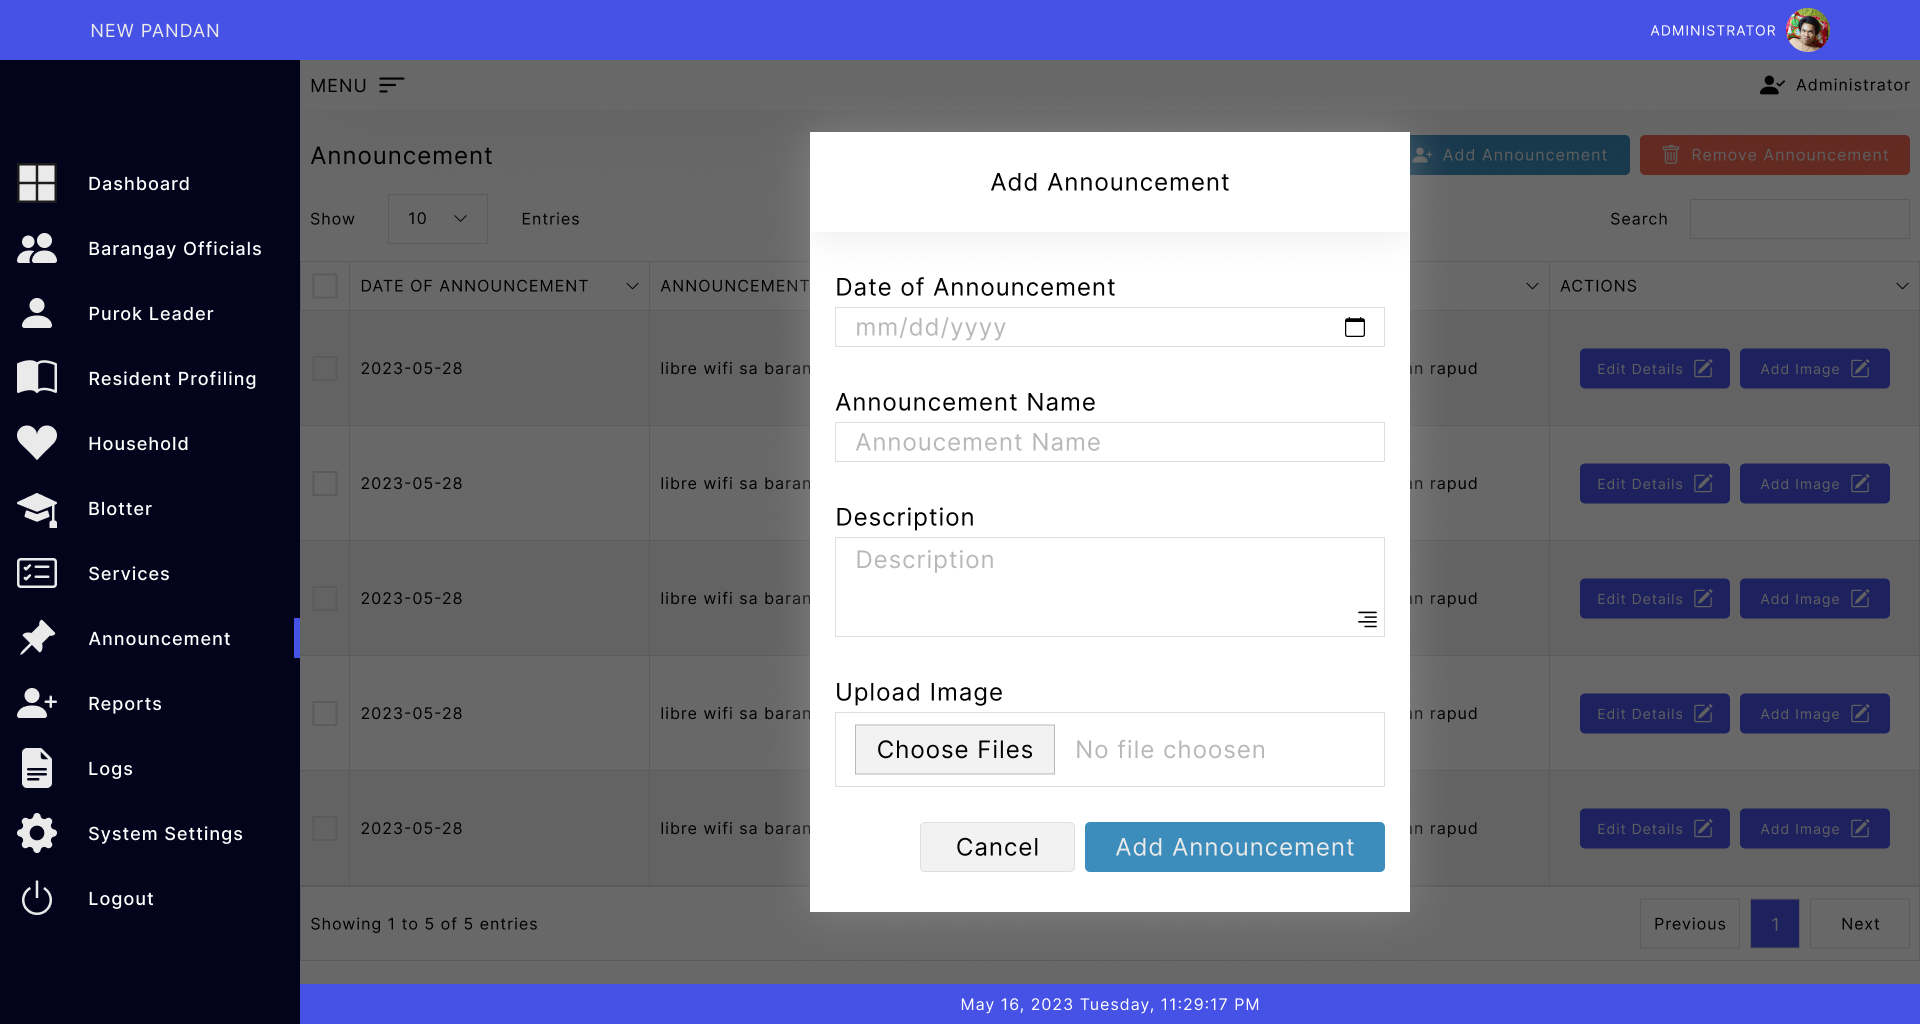 NEW PANDAN
ADMINISTRATOR
MENU
Administrator
Dashboard
Barangay Officials
Purok Leader
Resident Profiling
Household
Blotter
Services
Announcement
Reports
Logs
System Settings
Logout
Announcement
Add Announcement
Remove Announcement
Show 10 Entries
Search
DATE OF ANNOUNCEMENT ANNOUNCEMENT ACTIONS
2023-05-28 libre wifi sa baran an rapud Edit Details Add Image
2023-05-28 libre wifi sa baran an rapud Edit Details Add Image
2023-05-28 libre wifi sa baran an rapud Edit Details Add Image
2023-05-28 libre wifi sa baran an rapud Edit Details Add Image
2023-05-28 libre wifi sa baran an rapud Edit Details Add Image
Showing 1 to 5 of 5 entries
Previous 1 Next
Add Announcement
Date of Announcement
mm/dd/yyyy
Announcement Name
Annoucement Name
Description
Description
Upload Image
Choose Files No file choosen
Cancel Add Announcement
May 16, 2023 Tuesday, 11:29:17 PM